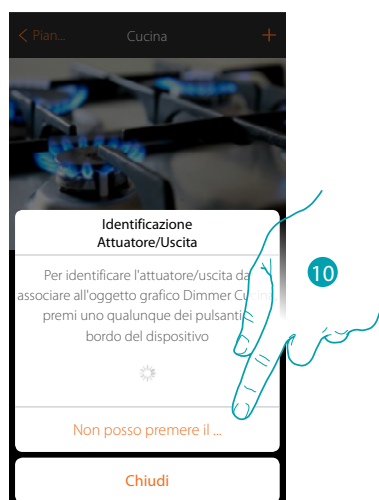 Pian... Cucina +
Identificazione
Attuatore/Uscita
Per identificare l'attuatore/uscita da
associare all'oggetto grafico Dimmer
premi uno qualunque dei pulsanti
bordo del dispositivo
10
Non posso premere il ...
Chiudi